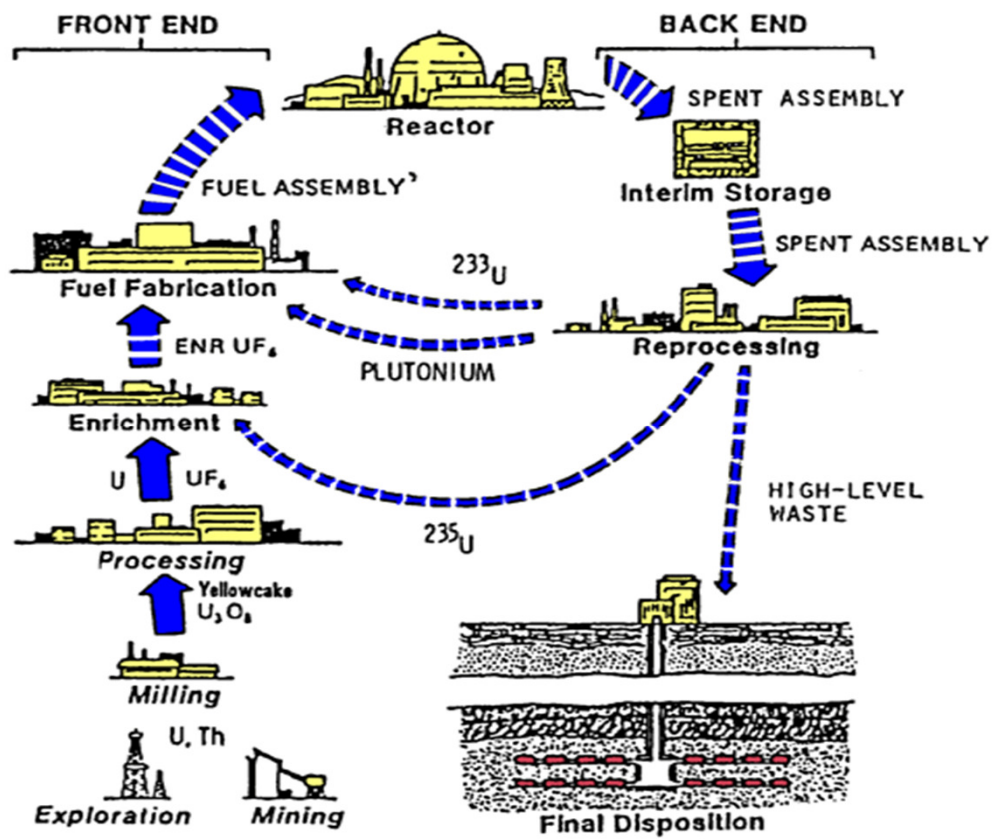 FRONT END
BACK END
Reactor
SPENT ASSEMBLY
Interim Storage
FUEL ASSEMBLY'
SPENT ASSEMBLY
Fuel Fabrication
233U
Reprocessing
PLUTONIUM
ENR UF6
Enrichment
U UF6
HIGH-LEVEL
WASTE
235U
Processing
Yellowcake
U3O8
Milling
U, Th
Exploration
Mining
Final Disposition